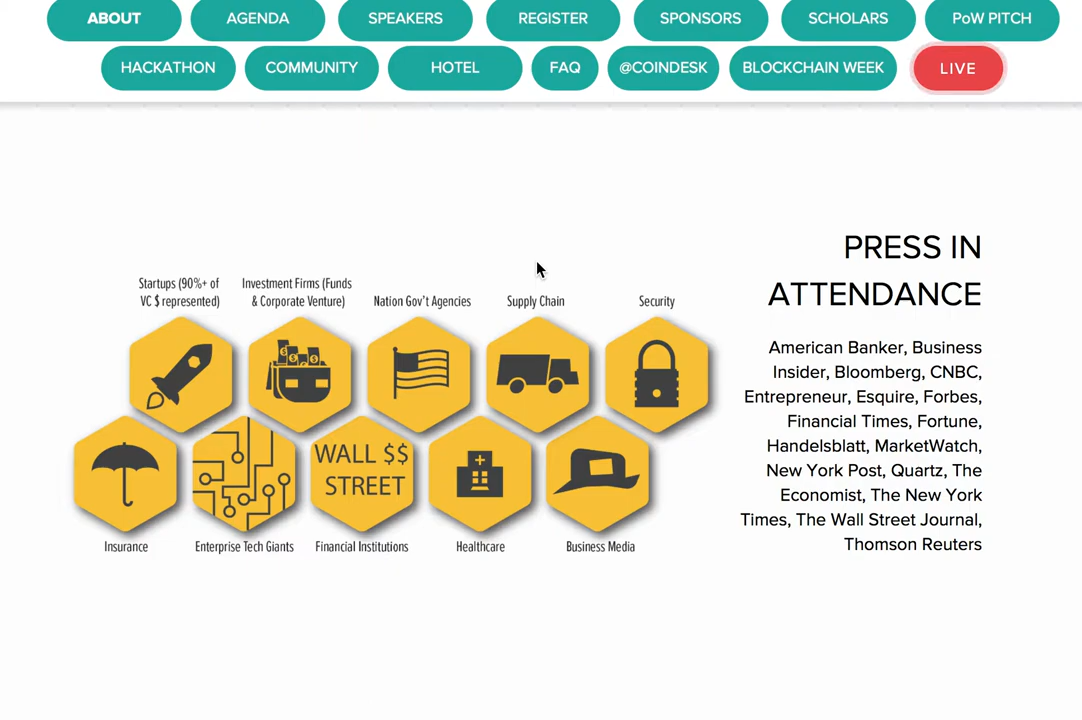 ABOUT
AGENDA
SPEAKERS
REGISTER
SPONSORS
SCHOLARS
PoW PITCH
HACKATHON
COMMUNITY
HOTEL
FAQ
@COINDESK
BLOCKCHAIN WEEK
LIVE
Startups (90%+ of
VC $ represented)
Investment Firms (Funds
& Corporate Venture)
Nation Gov't Agencies
Supply Chain
Security
WALL $$
STREET
Insurance
Enterprise Tech Giants
Financial Institutions
Healthcare
Business Media
PRESS IN
ATTENDANCE
American Banker, Business
Insider, Bloomberg, CNBC,
Entrepreneur, Esquire, Forbes,
Financial Times, Fortune,
Handelsblatt, MarketWatch,
New York Post, Quartz, The
Economist, The New York
Times, The Wall Street Journal,
Thomson Reuters